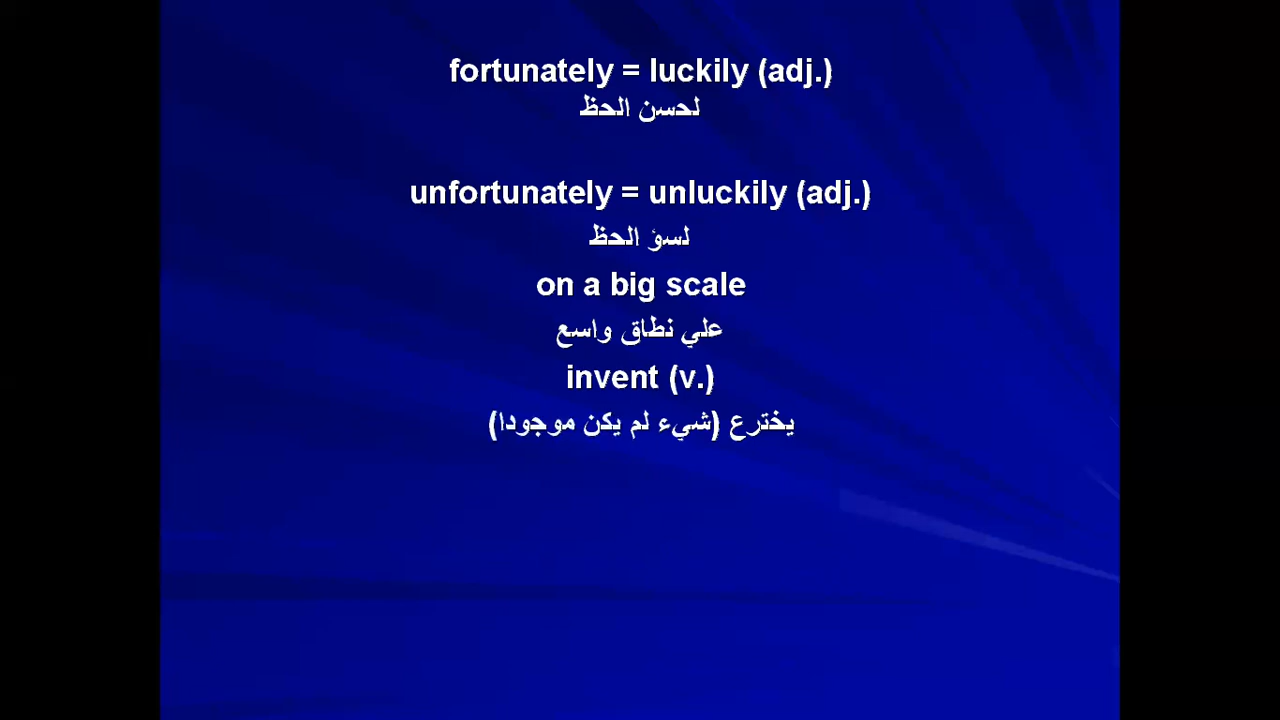 fortunately = luckily (adj.)
لحسن الحظ
unfortunately = unluckily (adj.)
لسؤ الحظ
on a big scale
علي نطاق واسع
invent (v.)
يخترع (شيء لم يكن موجودا)